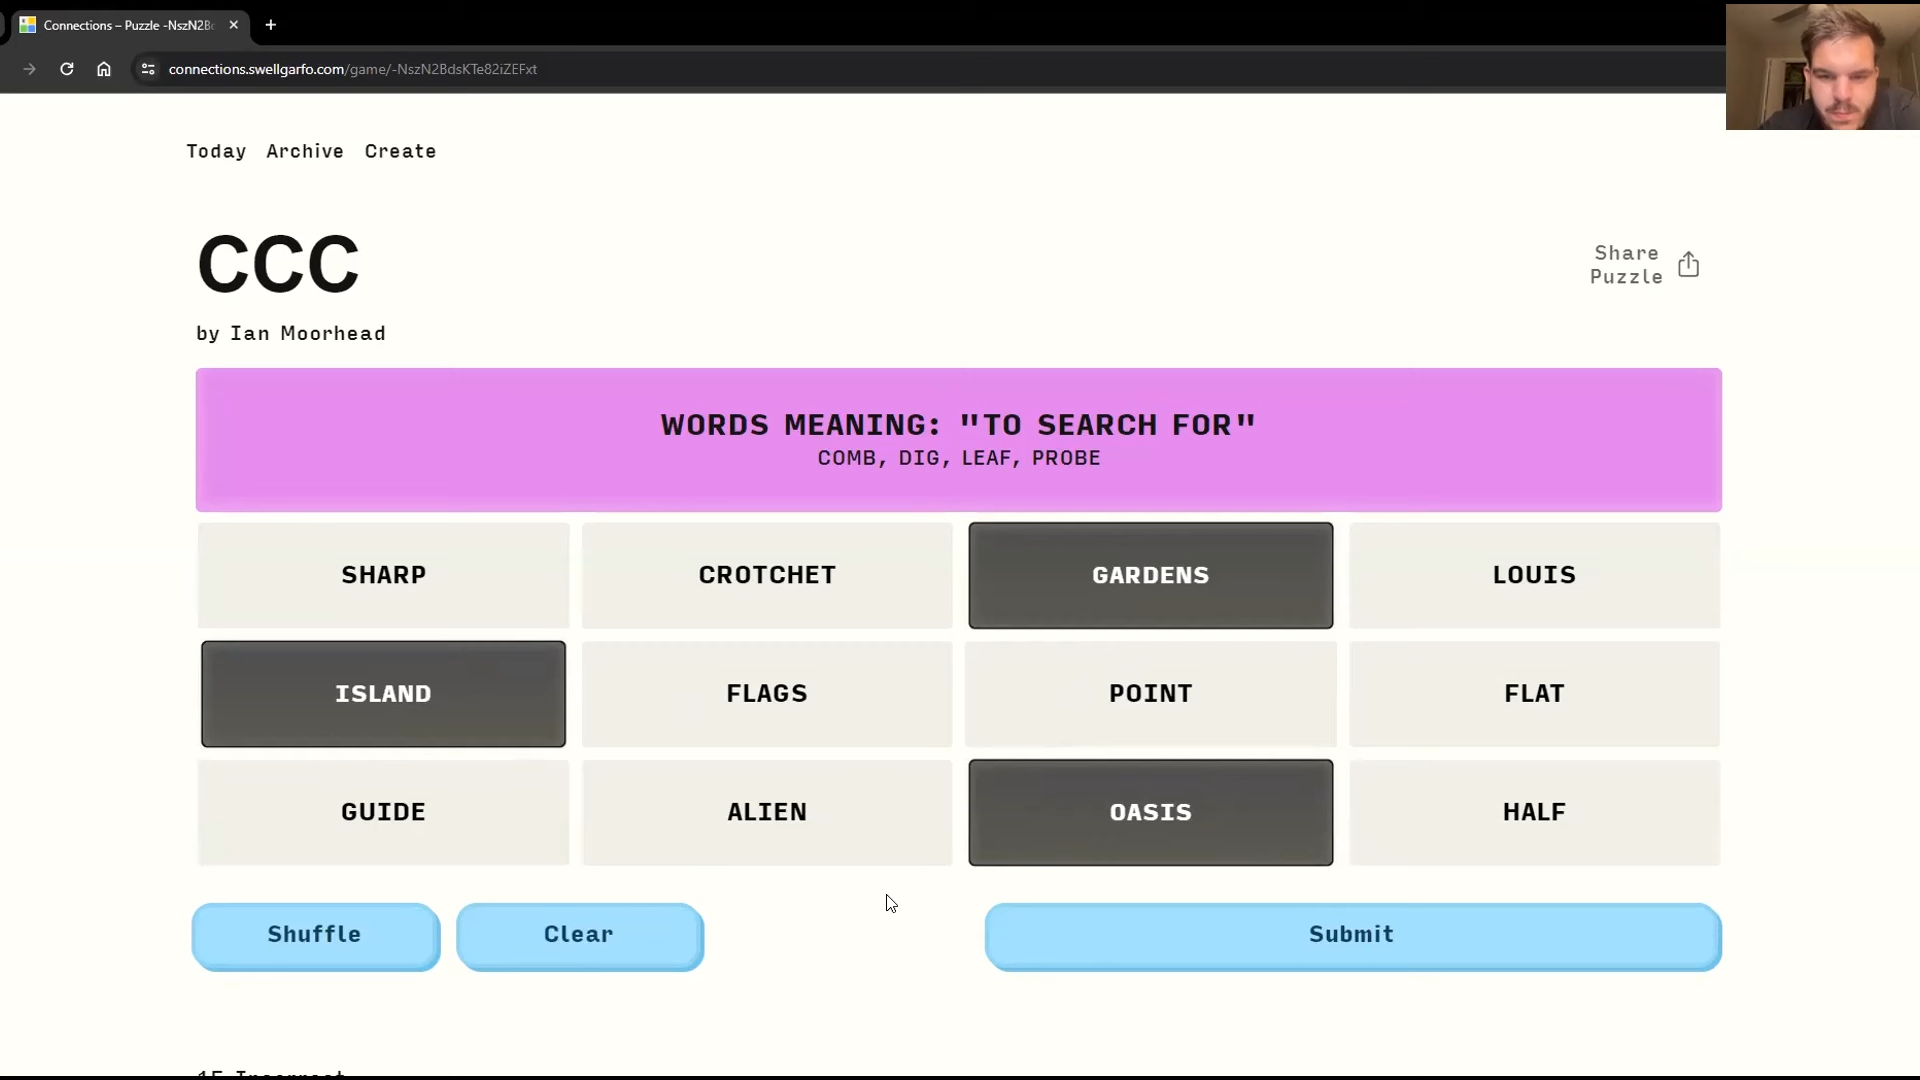 Connections – Puzzle -NszN2B
connections.swellgarfo.com/game/-NszN2BdsKTe82iZEFxt
Today Archive Create
CCC
Share Puzzle
by Ian Moorhead
WORDS MEANING: "TO SEARCH FOR"
COMB, DIG, LEAF, PROBE
SHARP CROTCHET GARDENS LOUIS
ISLAND FLAGS POINT FLAT
GUIDE ALIEN OASIS HALF
Shuffle Clear Submit
15 Incorrect